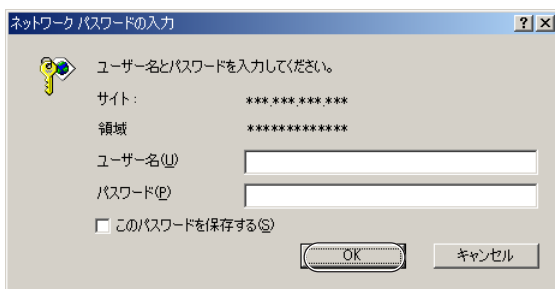 ネットワーク パスワードの入力
ユーザー名とパスワードを入力してください。
サイト: ***.***.***.***
領域 *************
ユーザー名(U)
パスワード(P)
このパスワードを保存する(S)
OK キャンセル